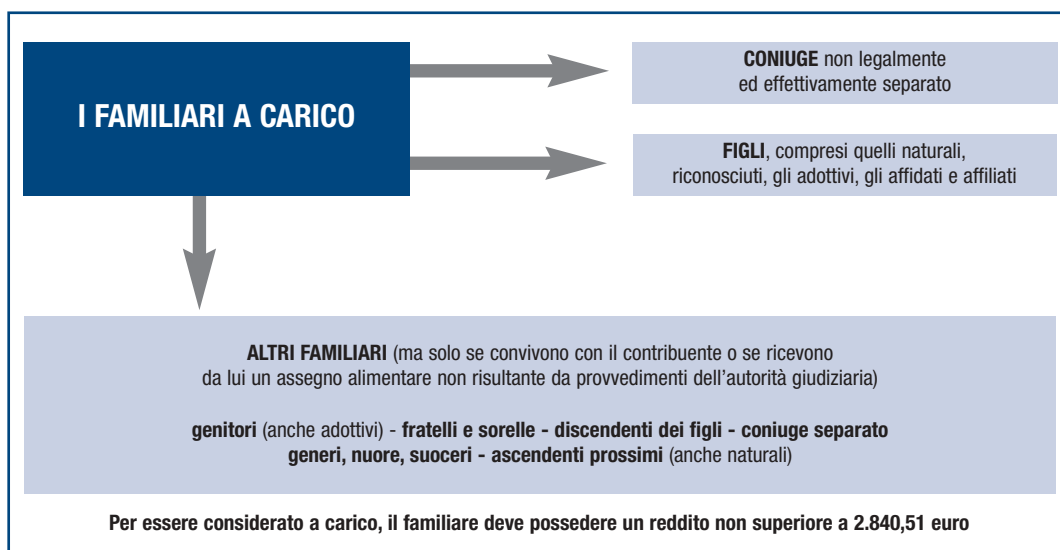 I FAMILIARI A CARICO
CONIUGE non legalmente
ed effettivamente separato
FIGLI, compresi quelli naturali,
riconosciuti, gli adottivi, gli affidati e affiliati
ALTRI FAMILIARI (ma solo se convivono con il contribuente o se ricevono
da lui un assegno alimentare non risultante da provvedimenti dell'autorità giudiziaria)
genitori (anche adottivi) - fratelli e sorelle - discendenti dei figli - coniuge separato
generi, nuore, suoceri - ascendenti prossimi (anche naturali)
Per essere considerato a carico, il familiare deve possedere un reddito non superiore a 2.840,51 euro